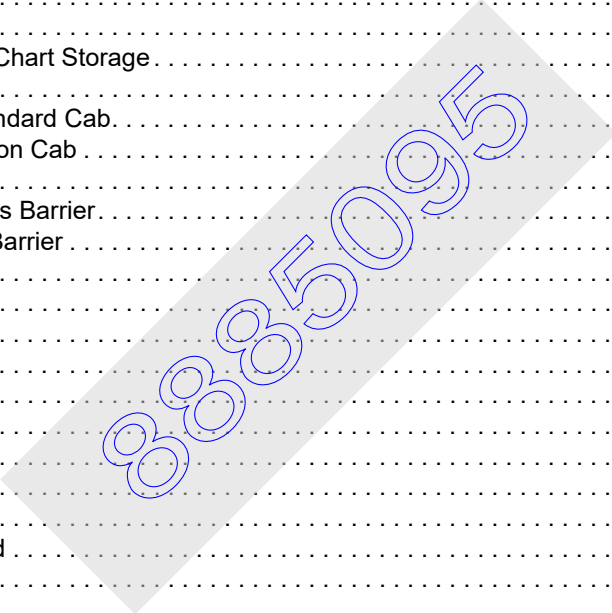 Chart Storage
ndard Cab
on Cab
s Barrier
Barrier
d
8885095